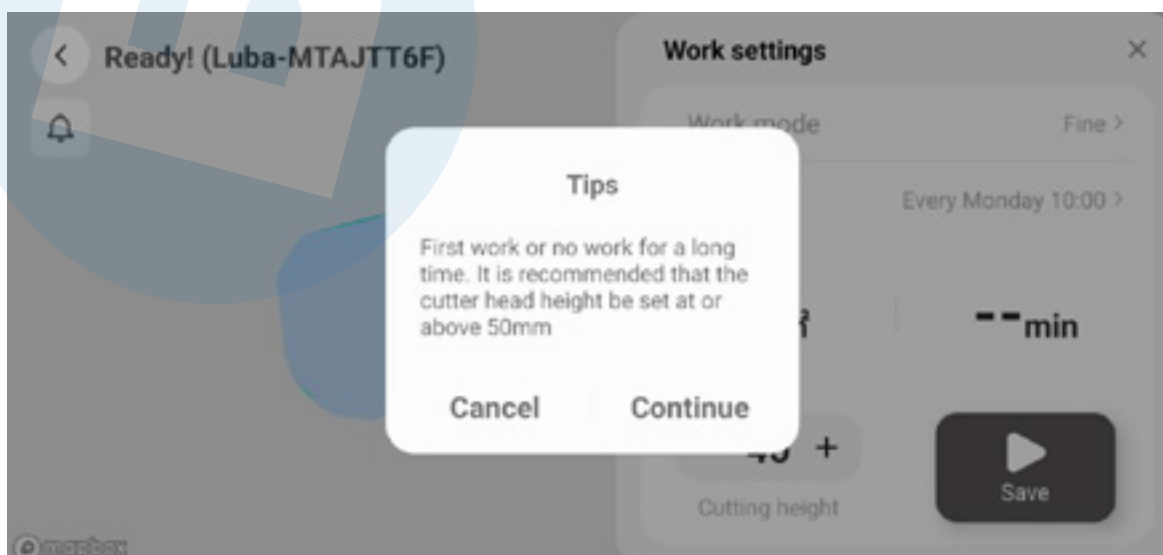 Ready! (Luba-MTAJTT6F)
Work settings
Work mode
Fine >
Every Monday 10:00 >
Tips
First work or no work for a long
time. It is recommended that the
cutter head height be set at or
above 50mm
Cancel
Continue
--min
+
Save
Cutting height
mapbox